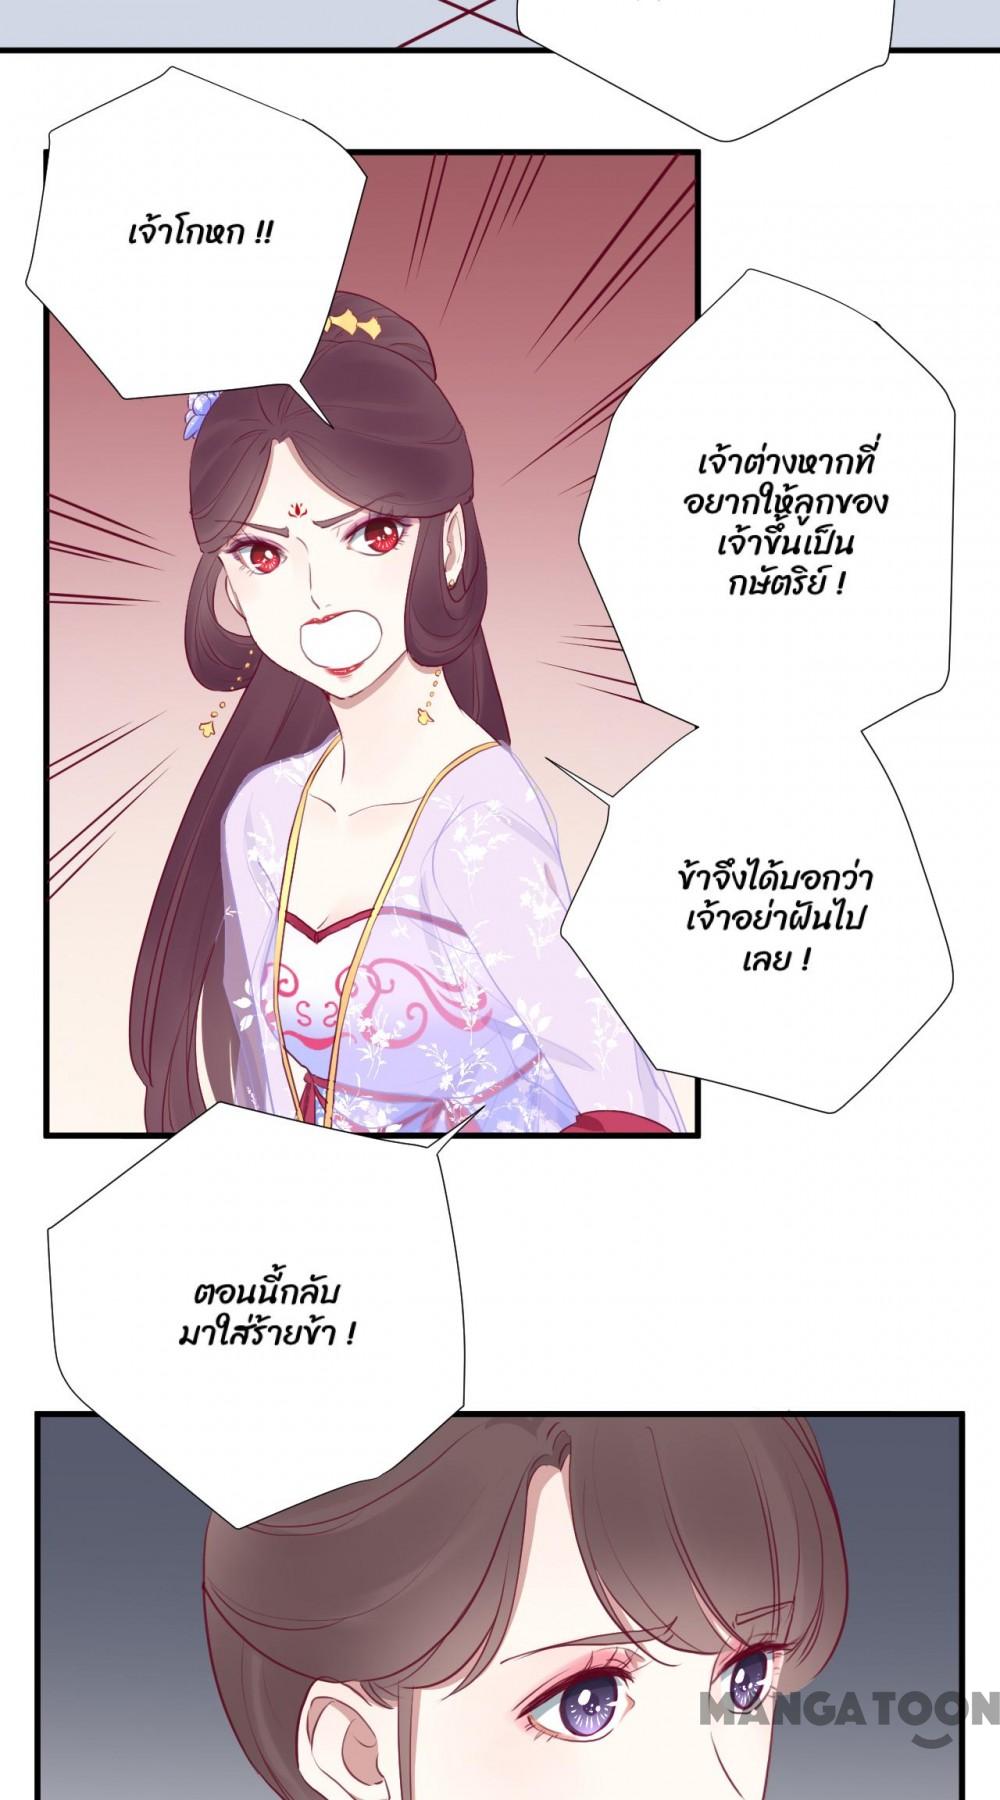 เจ้าโกหก !!
เจ้าต่างหากที่
อยากให้ลูกของ
เจ้าขึ้นเป็น
กษัตริย์ !
ข้าจึงได้บอกว่า
เจ้าอย่าฝันไป
เลย !
ตอนนี้กลับ
มาใส่ร้ายข้า !
MANGATOON